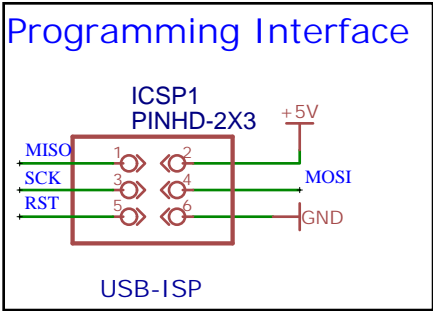 Programming Interface
ICSP1
PINHD-2X3
+5V
MISO 1 2
SCK 3 4 MOSI
RST 5 6 GND
USB-ISP